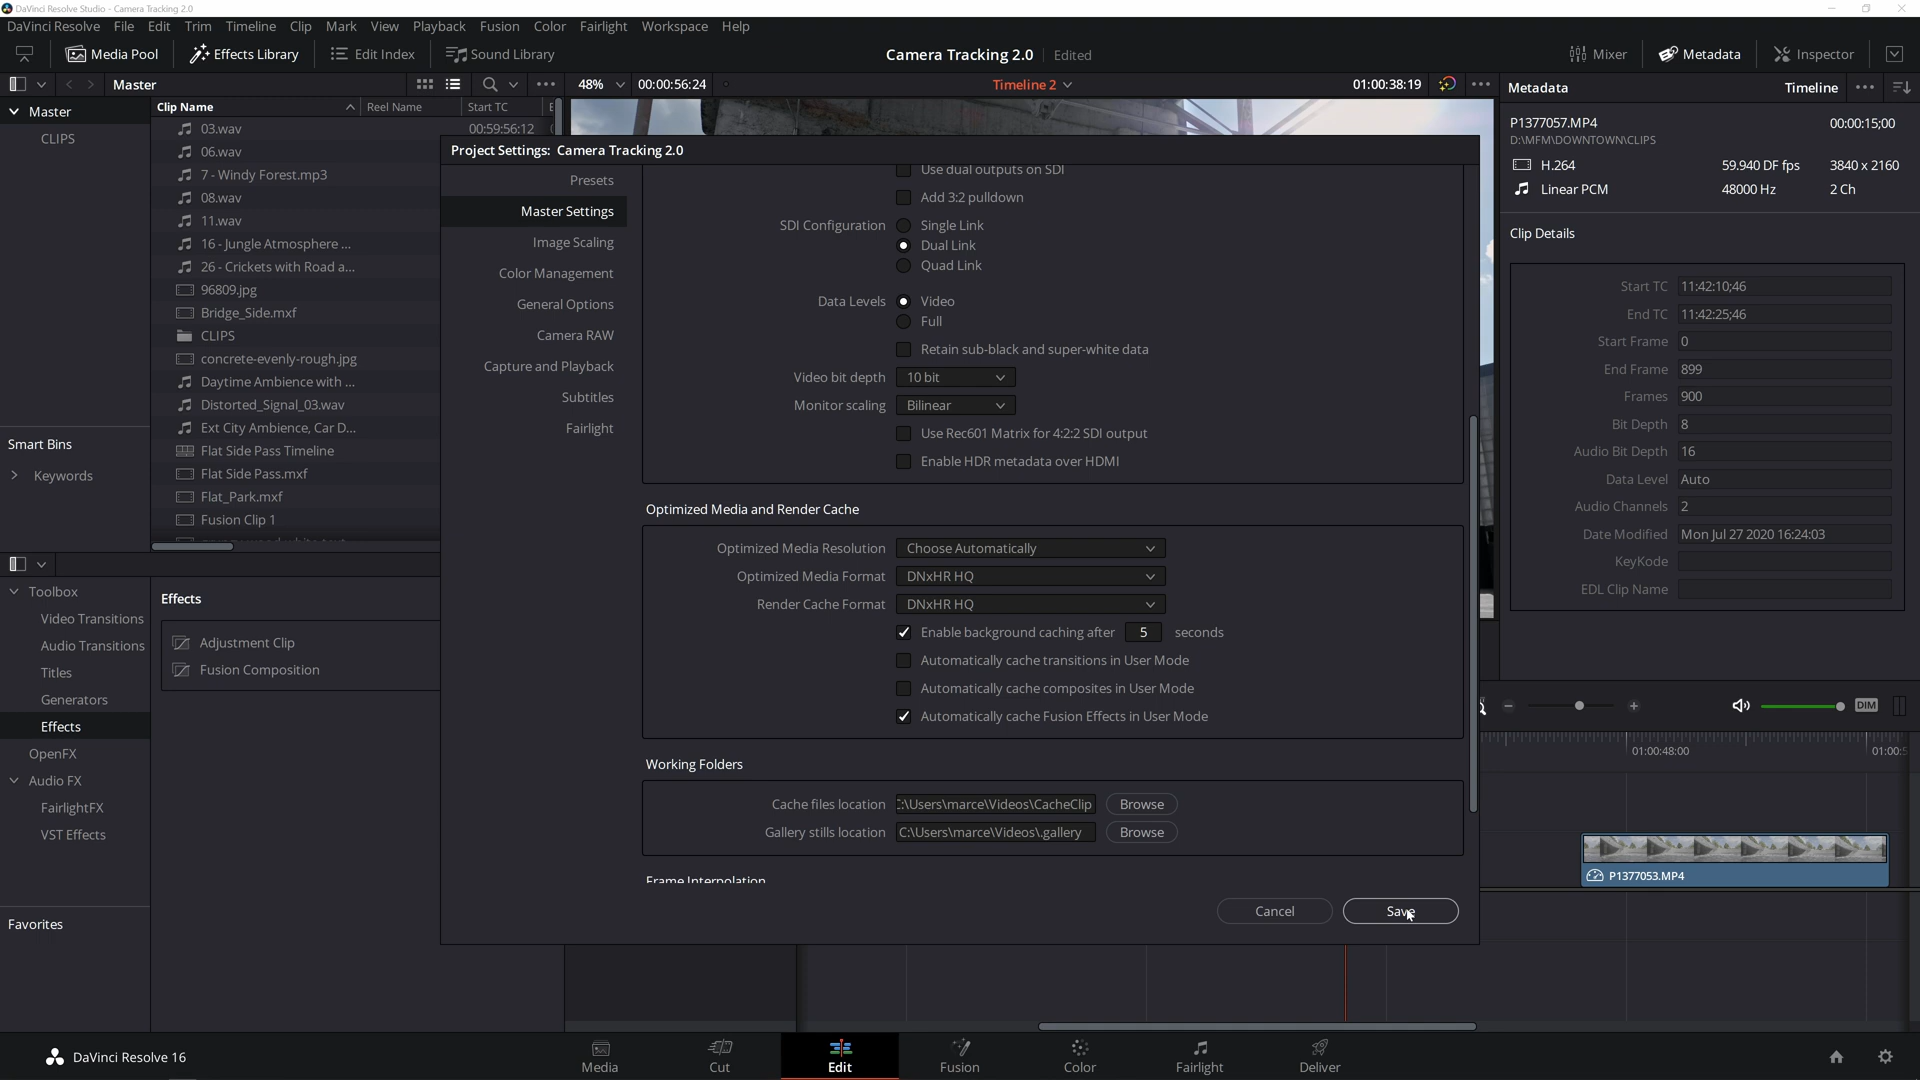 DaVinci Resolve Studio - Camera Tracking 2.0
DaVinci Resolve File Edit Trim Timeline Clip Mark View Playback Fusion Color Fairlight Workspace Help
Media Pool Effects Library Edit Index Sound Library Camera Tracking 2.0 Edited Mixer Metadata Inspector
Master 48% 00:00:56:24 Timeline 2 01:00:38:19 Metadata Timeline
Master
CLIPS
Smart Bins
Keywords
Clip Name Reel Name Start TC E
03.wav 00:59:56:12
06.wav
7 - Windy Forest.mp3
08.wav
11.wav
16 - Jungle Atmosphere ...
26 - Crickets with Road a...
96809.jpg
Bridge_Side.mxf
CLIPS
concrete-evenly-rough.jpg
Daytime Ambience with ...
Distorted_Signal_03.wav
Ext City Ambience, Car D...
Flat Side Pass Timeline
Flat Side Pass.mxf
Flat_Park.mxf
Fusion Clip 1
Toolbox
Video Transitions
Audio Transitions
Titles
Generators
Effects
OpenFX
Audio FX
FairlightFX
VST Effects
Favorites
Effects
Adjustment Clip
Fusion Composition
Project Settings: Camera Tracking 2.0
Presets
Master Settings
Image Scaling
Color Management
General Options
Camera RAW
Capture and Playback
Subtitles
Fairlight
Use dual outputs on SDI
Add 3:2 pulldown
SDI Configuration Single Link
Dual Link
Quad Link
Data Levels Video
Full
Retain sub-black and super-white data
Video bit depth 10 bit
Monitor scaling Bilinear
Use Rec601 Matrix for 4:2:2 SDI output
Enable HDR metadata over HDMI
Optimized Media and Render Cache
Optimized Media Resolution Choose Automatically
Optimized Media Format DNxHR HQ
Render Cache Format DNxHR HQ
Enable background caching after 5 seconds
Automatically cache transitions in User Mode
Automatically cache composites in User Mode
Automatically cache Fusion Effects in User Mode
Working Folders
Cache files location :\Users\marce\Videos\CacheClip Browse
Gallery stills location C:\Users\marce\Videos\.gallery Browse
Frame Interpolation
Cancel Save
P1377057.MP4 00:00:15;00
D:\MFM\DOWNTOWN\CLIPS
H.264 59.940 DF fps 3840 x 2160
Linear PCM 48000 Hz 2 Ch
Clip Details
Start TC 11:42:10;46
End TC 11:42:25;46
Start Frame 0
End Frame 899
Frames 900
Bit Depth 8
Audio Bit Depth 16
Data Level Auto
Audio Channels 2
Date Modified Mon Jul 27 2020 16:24:03
KeyKode
EDL Clip Name
DIM
01:00:48:00 01:00:5
P1377053.MP4
DaVinci Resolve 16 Media Cut Edit Fusion Color Fairlight Deliver